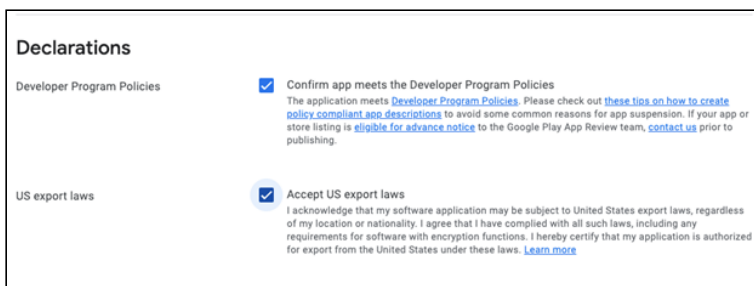 Declarations
Developer Program Policies
Confirm app meets the Developer Program Policies
The application meets Developer Program Policies. Please check out these tips on how to create
policy compliant app descriptions to avoid some common reasons for app suspension. If your app or
store listing is eligible for advance notice to the Google Play App Review team, contact us prior to
publishing.
US export laws
Accept US export laws
I acknowledge that my software application may be subject to United States export laws, regardless
of my location or nationality. I agree that I have complied with all such laws, including any
requirements for software with encryption functions. I hereby certify that my application is authorized
for export from the United States under these laws. Learn more